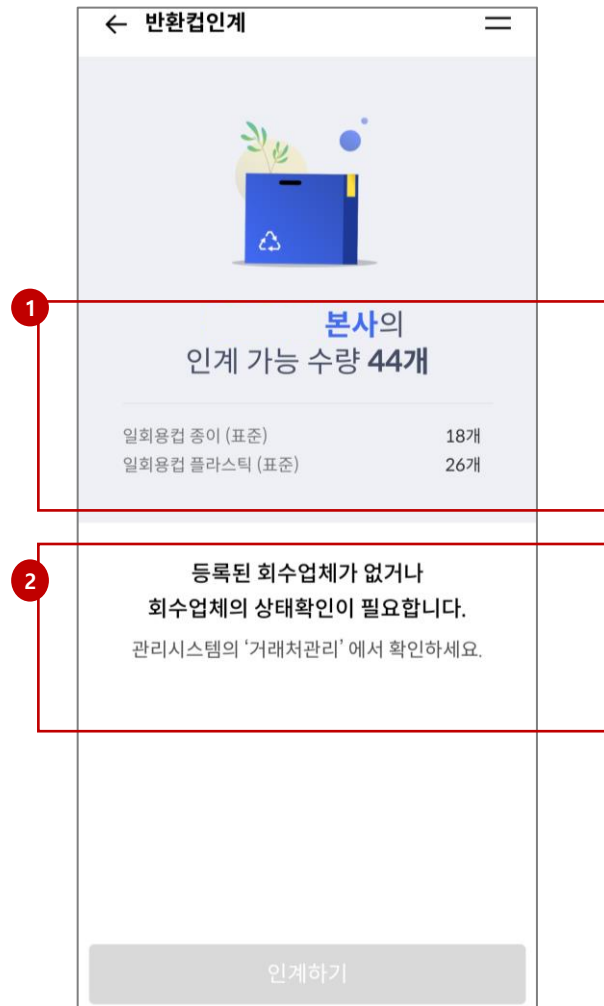 반환컵인계
1
본사의
인계 가능 수량 44개
일회용컵 종이 (표준) 18개
일회용컵 플라스틱 (표준) 26개
2
등록된 회수업체가 없거나
회수업체의 상태확인이 필요합니다.
관리시스템의 ‘거래처관리’ 에서 확인하세요.
인계하기